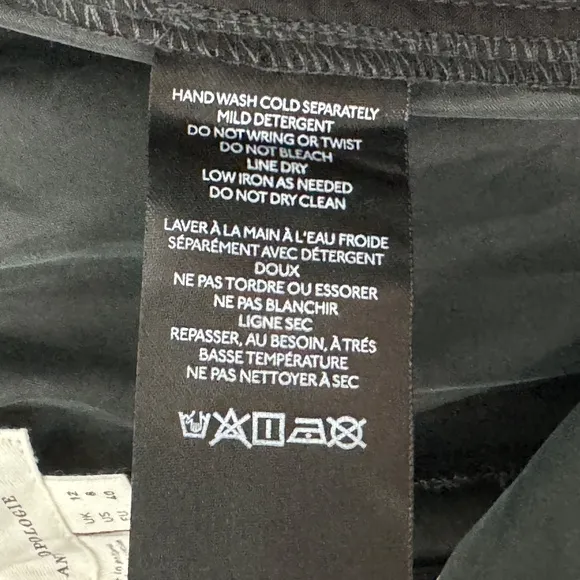 HAND WASH COLD SEPARATELY
MILD DETERGENT
DO NOT WRING OR TWIST
DO NOT BLEACH
LINE DRY
LOW IRON AS NEEDED
DO NOT DRY CLEAN
LAVER À LA MAIN À L'EAU FROIDE
SÉPARÉMENT AVEC DÉTERGENT
DOUX
NE PAS TORDRE OU ESSORER
NE PAS BLANCHIR
LIGNE SEC
REPASSER, AU BESOIN, À TRÉS
BASSE TEMPÉRATURE
NE PAS NETTOYER À SEC
UK 12
US 8
EU 40